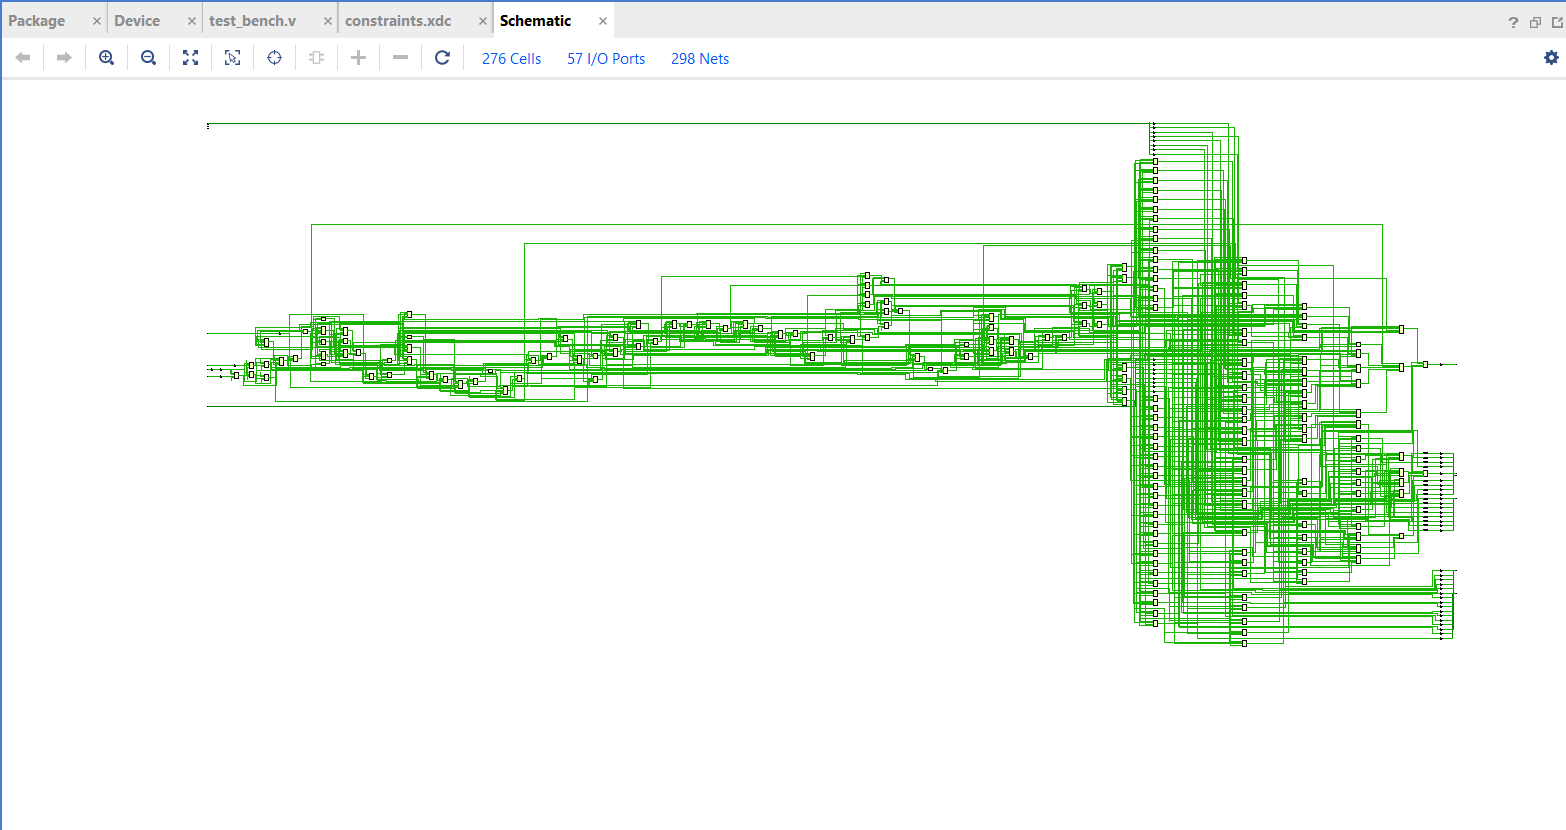 Package
Device
test_bench.v
constraints.xdc
Schematic
?
276 Cells 57 I/O Ports 298 Nets